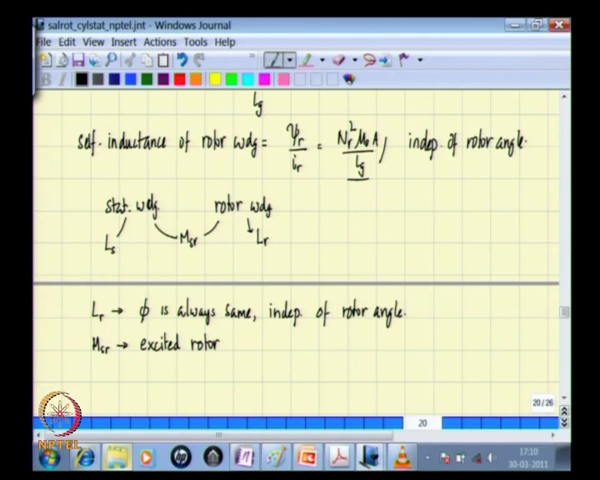 salrot_cylstat_nptel.jnt - Windows Journal
File Edit View Insert Actions Tools Help
lg
self-inductance of rotor wdg = ψr/ir = Nr² μ0 A / lg, indep. of rotor angle.
stat. wdg. rotor wdg
Ls Msr Lr
Lr → φ is always same, indep. of rotor angle.
Msr → excited rotor
20/26
20
NPTEL
17:10
30-03-2011